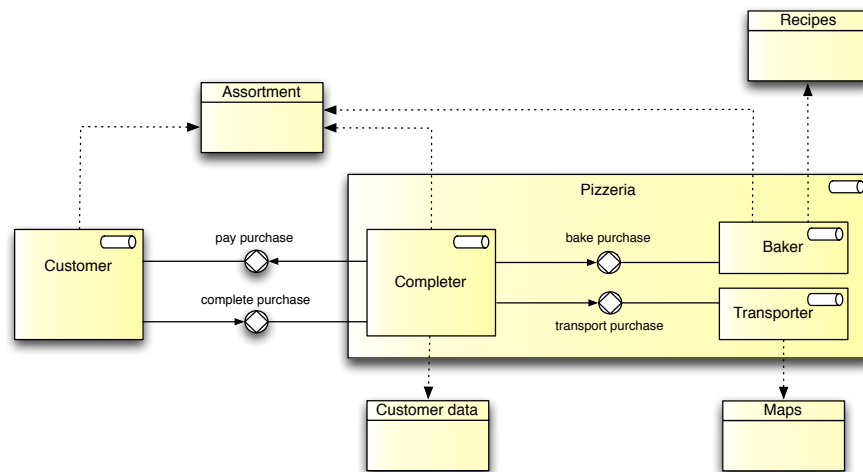 Recipes
Assortment
Pizzeria
pay purchase
bake purchase
Customer
Completer
Baker
complete purchase
transport purchase
Transporter
Customer data
Maps